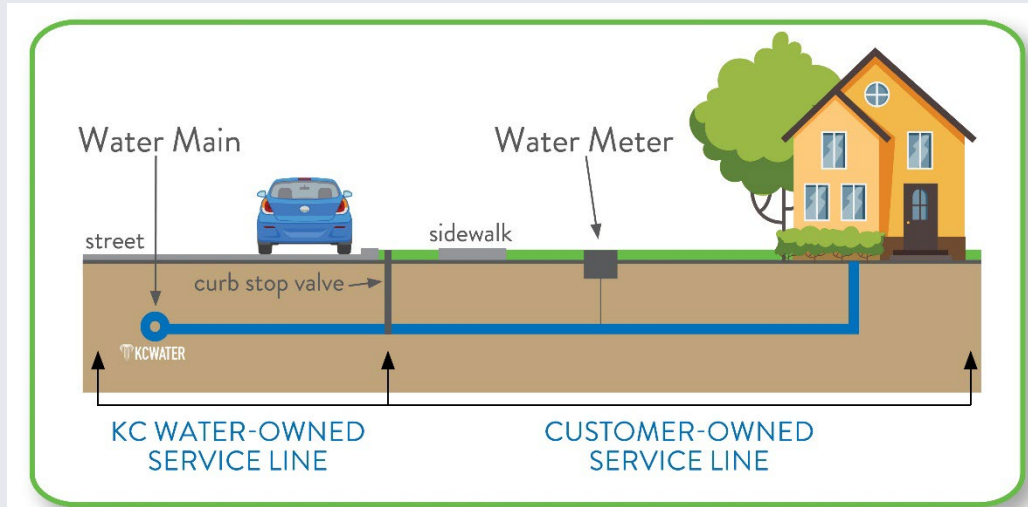 Water Main
Water Meter
street
sidewalk
curb stop valve
KCWATER
KC WATER-OWNED
SERVICE LINE
CUSTOMER-OWNED
SERVICE LINE